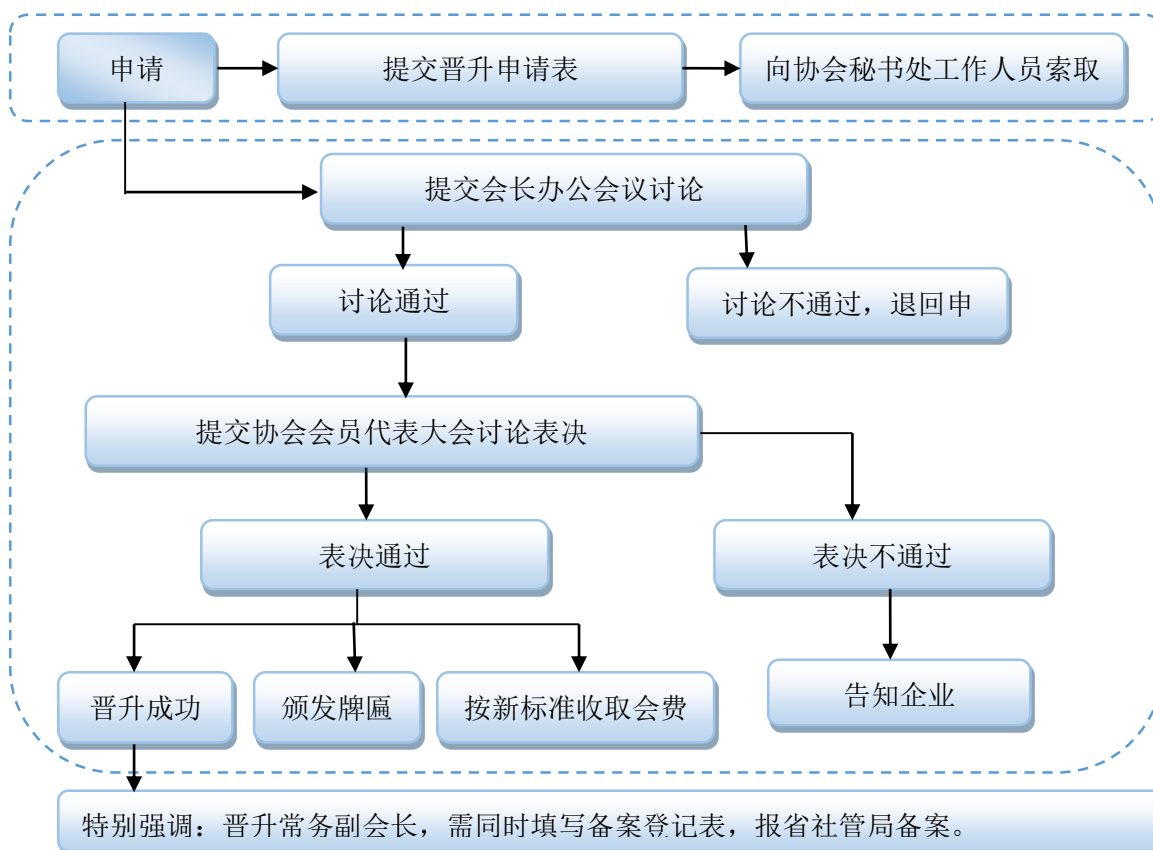 申请
提交晋升申请表
向协会秘书处工作人员索取
提交会长办公会议讨论
讨论通过
讨论不通过，退回申
提交协会会员代表大会讨论表决
表决通过
表决不通过
晋升成功
颁发牌匾
按新标准收取会费
告知企业
特别强调：晋升常务副会长，需同时填写备案登记表，报省社管局备案。